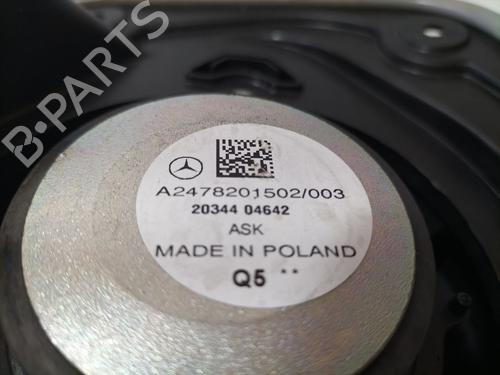 B-PARTS
A2478201502/003
20344 04642
ASK
MADE IN POLAND
Q5 **